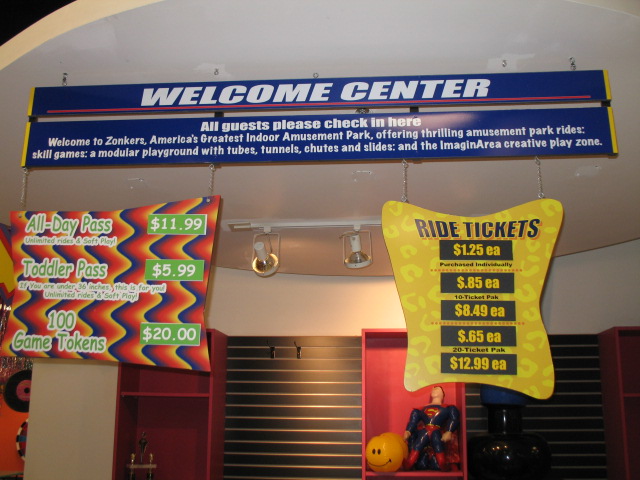 WELCOME CENTER
All guests please check in here
Welcome to Zonkers, America's Greatest Indoor Amusement Park, offering thrilling amusement park rides:
skill games: a modular playground with tubes, tunnels, chutes and slides: and the ImaginArea creative play zone.
All-Day Pass $11.99
Unlimited rides & Soft Play!
Toddler Pass $5.99
If You are under 36 inches, this is for you!
Unlimited rides & Soft Play!
100
Game Tokens $20.00
RIDE TICKETS
$1.25 ea
Purchased Individually
$.85 ea
10-Ticket Pak
$8.49 ea
$.65 ea
20-Ticket Pak
$12.99 ea